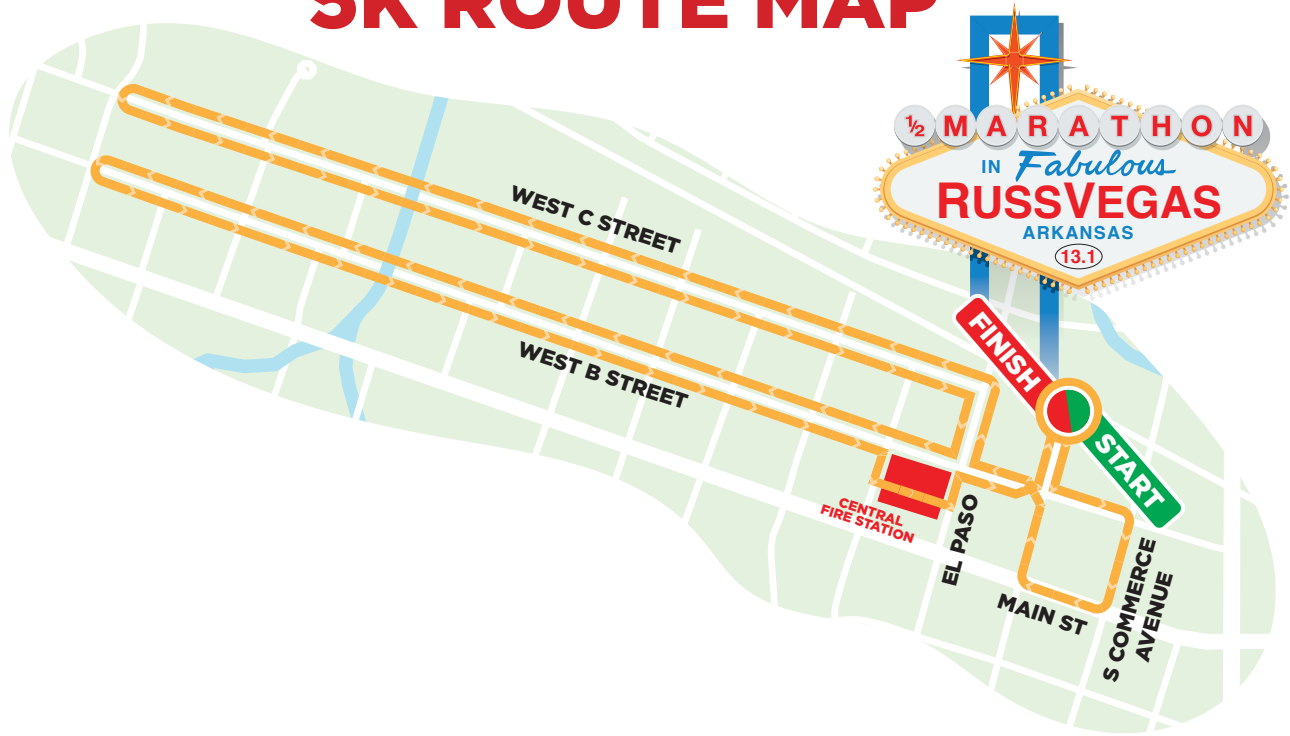 5K ROUTE MAP
½ MARATHON
IN Fabulous
RUSSVEGAS
ARKANSAS
13.1
WEST C STREET
FINISH
WEST B STREET
START
CENTRAL
FIRE STATION
EL PASO
MAIN ST
S COMMERCE
AVENUE